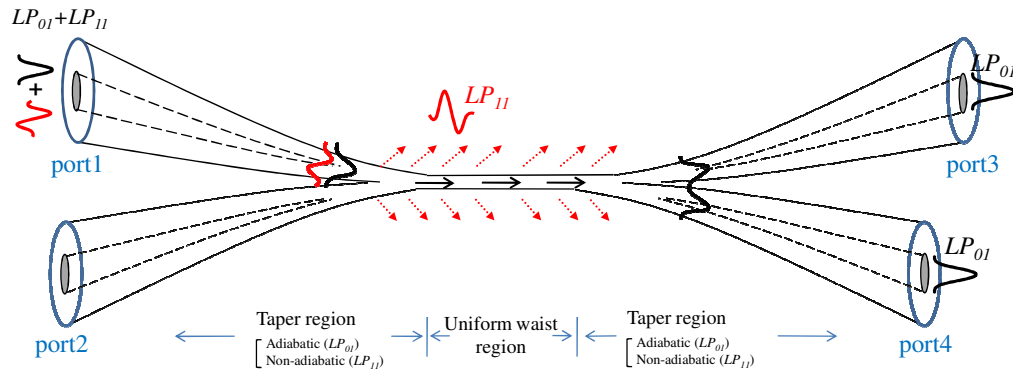 LP01+LP11
+
port1
LP11
LP01
port3
port2
LP01
port4
Taper region
Adiabatic (LP01)
Non-adiabatic (LP11)
Uniform waist
region
Taper region
Adiabatic (LP01)
Non-adiabatic (LP11)